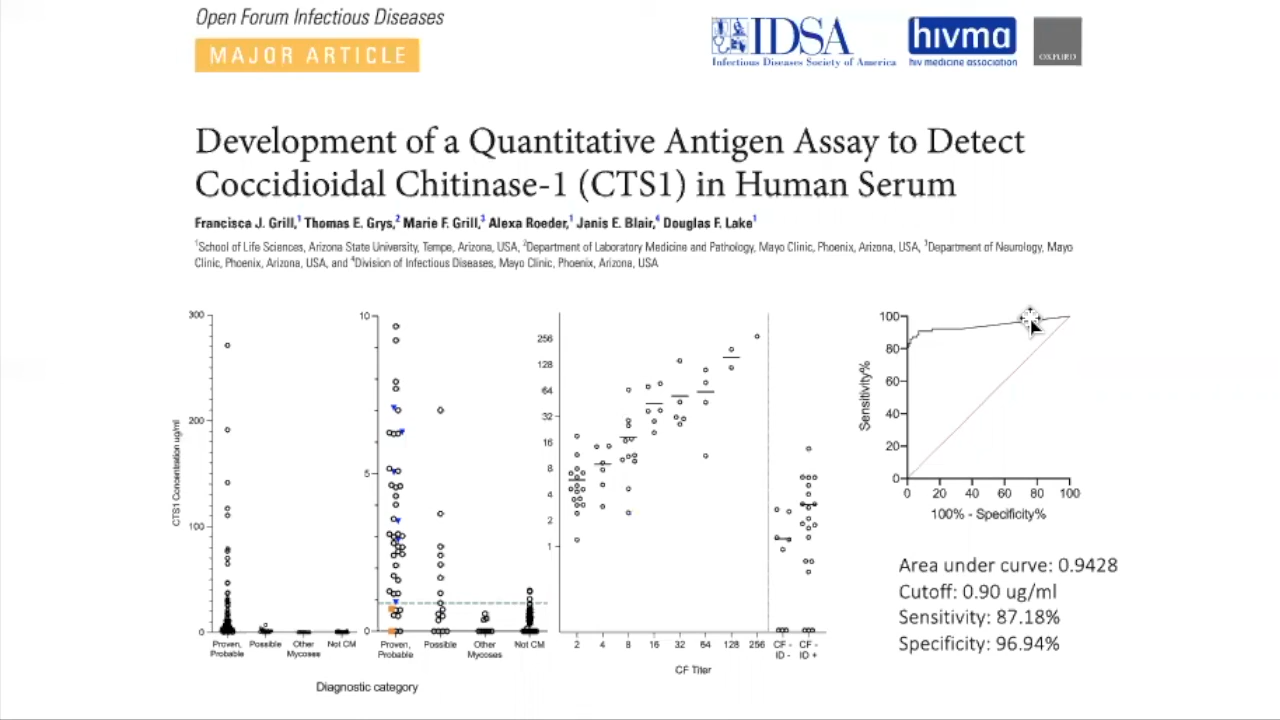 Open Forum Infectious Diseases
MAJOR ARTICLE
IDSA
Infectious Diseases Society of America
hivma
hiv medicine association
OXFORD
Development of a Quantitative Antigen Assay to Detect
Coccidioidal Chitinase-1 (CTS1) in Human Serum
Francisca J. Grill,1 Thomas E. Grys,2 Marie F. Grill,3 Alexa Roeder,1 Janis E. Blair,4 Douglas F. Lake1
1School of Life Sciences, Arizona State University, Tempe, Arizona, USA, 2Department of Laboratory Medicine and Pathology, Mayo Clinic, Phoenix, Arizona, USA, 3Department of Neurology, Mayo
Clinic, Phoenix, Arizona, USA, and 4Division of Infectious Diseases, Mayo Clinic, Phoenix, Arizona, USA
CTS1 Concentration ug/ml
300
200
100
0
Proven, Probable
Possible
Other Mycoses
Not CM
10
5
0
Proven, Probable
Possible
Other Mycoses
Not CM
Diagnostic category
256
128
64
32
16
8
4
2
1
2 4 8 16 32 64 128 256
CF - ID -
CF - ID +
CF Titer
Sensitivity%
100
80
60
40
20
0
0 20 40 60 80 100
100% - Specificity%
Area under curve: 0.9428
Cutoff: 0.90 ug/ml
Sensitivity: 87.18%
Specificity: 96.94%